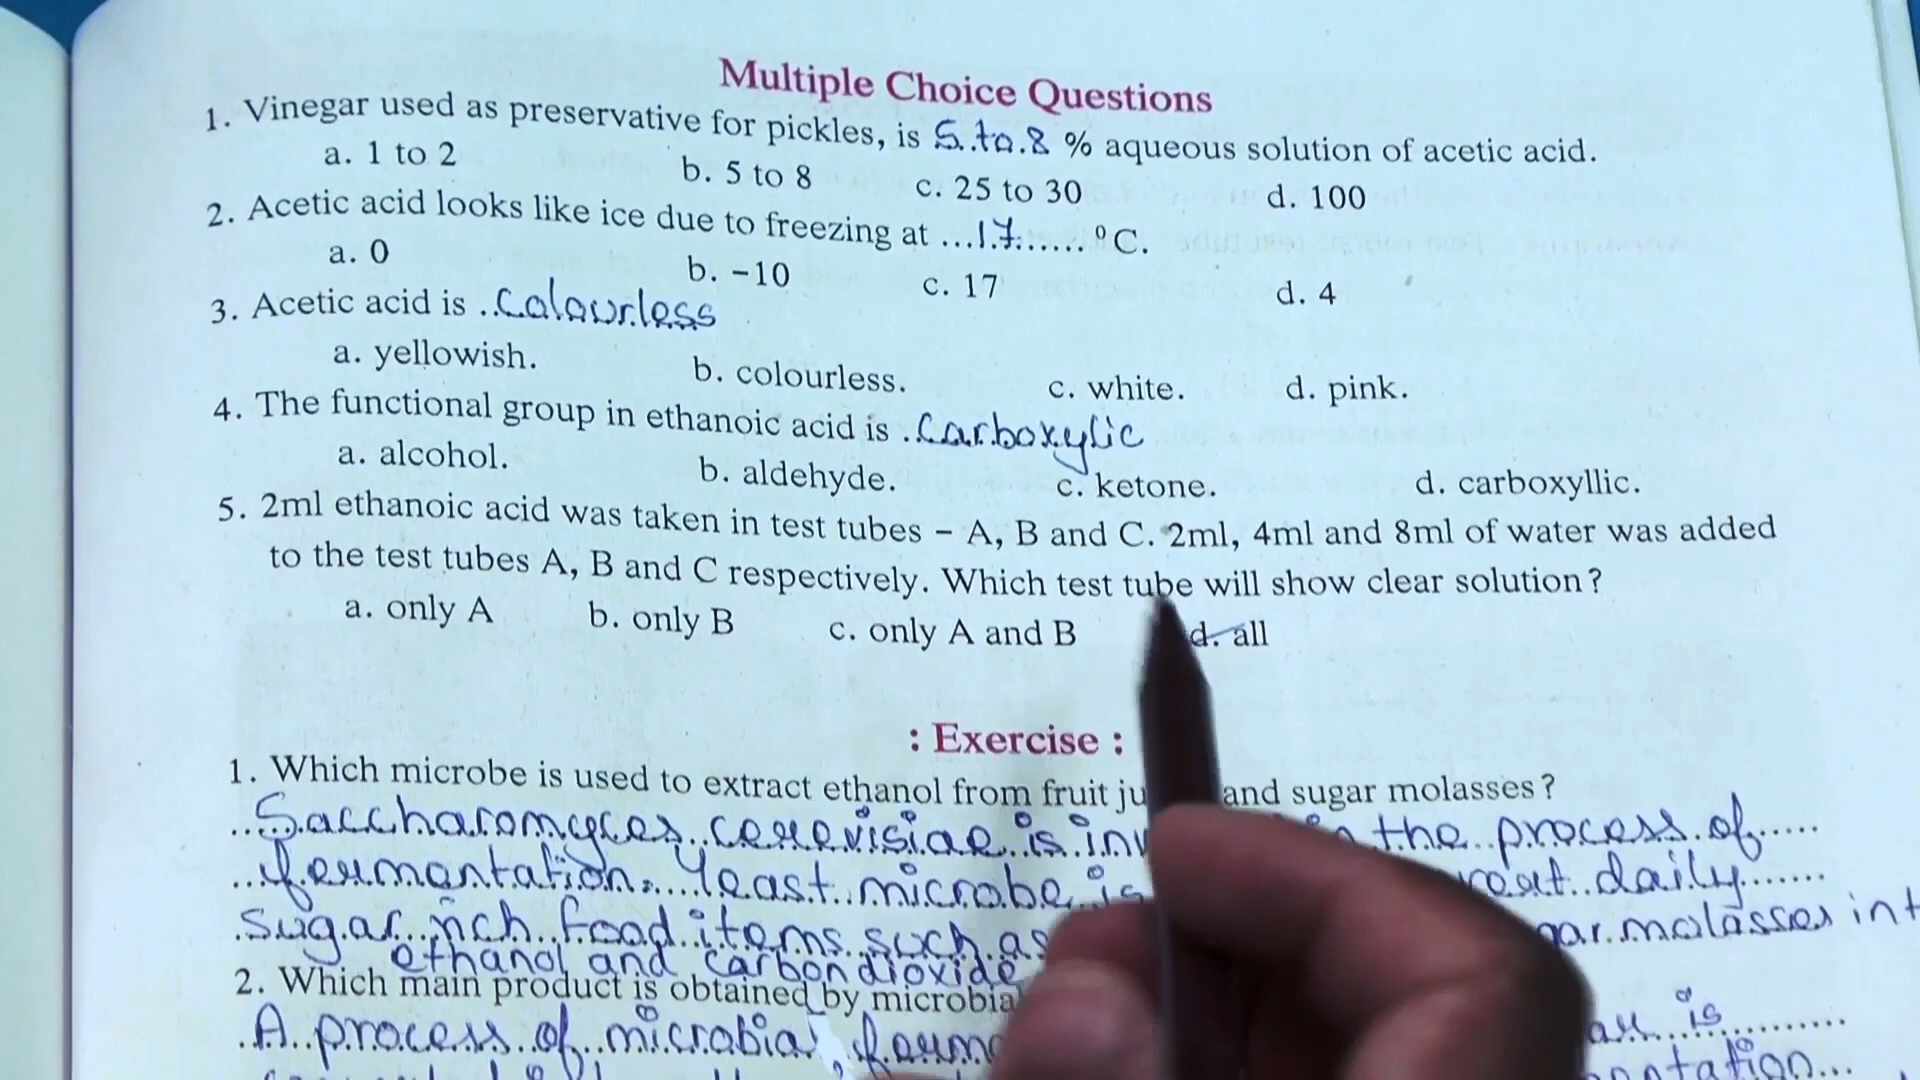 Multiple Choice Questions
1. Vinegar used as preservative for pickles, is 5 to 8 % aqueous solution of acetic acid.
a. 1 to 2 b. 5 to 8 c. 25 to 30 d. 100
2. Acetic acid looks like ice due to freezing at ...17...... ⁰C.
a. 0 b. -10 c. 17 d. 4
3. Acetic acid is ..Colourless
a. yellowish. b. colourless. c. white. d. pink.
4. The functional group in ethanoic acid is .Carboxylic
a. alcohol. b. aldehyde. c. ketone. d. carboxyllic.
5. 2ml ethanoic acid was taken in test tubes – A, B and C. 2ml, 4ml and 8ml of water was added
to the test tubes A, B and C respectively. Which test tube will show clear solution?
a. only A b. only B c. only A and B d. all
: Exercise :
1. Which microbe is used to extract ethanol from fruit and sugar molasses?
Saccharomyces cerevisiae is in the process of
fermantation. Yeast microbe is daily
sugar rich food items such as molasses int
ethanol and carbondioxide
2. Which main product is obtained by
A process of microbial is